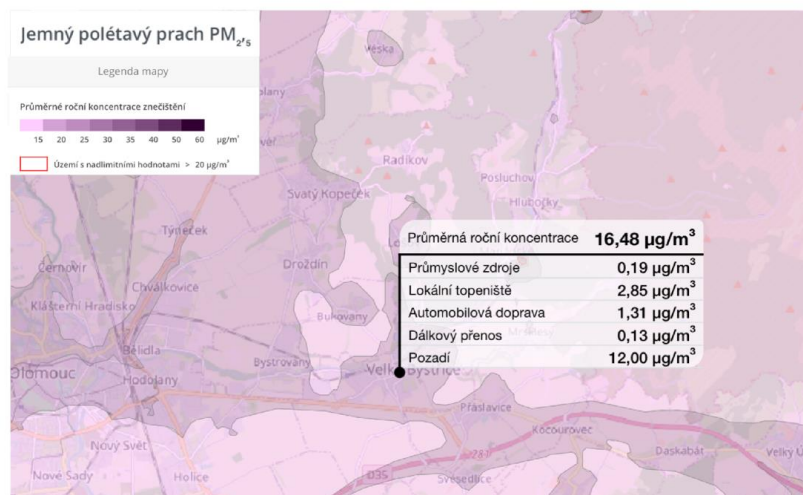 Jemný polétavý prach PM₂,₅
Legenda mapy
Průměrné roční koncentrace znečištění
15 20 25 30 35 40 50 60 µg/m³
Území s nadlimitními hodnotami > 20 µg/m³
Véska
Radíkov
Posluchov
Hlubočky
Svatý Kopeček
Týneček
Droždín
Černovír
Chválkovice
Klášterní Hradisko
Bukovany
Bělidla
Bystrovany
Velká Bystřice
Olomouc
Hodolany
Průměrná roční koncentrace 16,48 µg/m³
Průmyslové zdroje 0,19 µg/m³
Lokální topeniště 2,85 µg/m³
Automobilová doprava 1,31 µg/m³
Dálkový přenos 0,13 µg/m³
Pozadí 12,00 µg/m³
Přáslavice
Kocourovec
Nový Svět
281
Daskabát
Velký Ú
Nové Sady
Holice
D35
Svésedlice